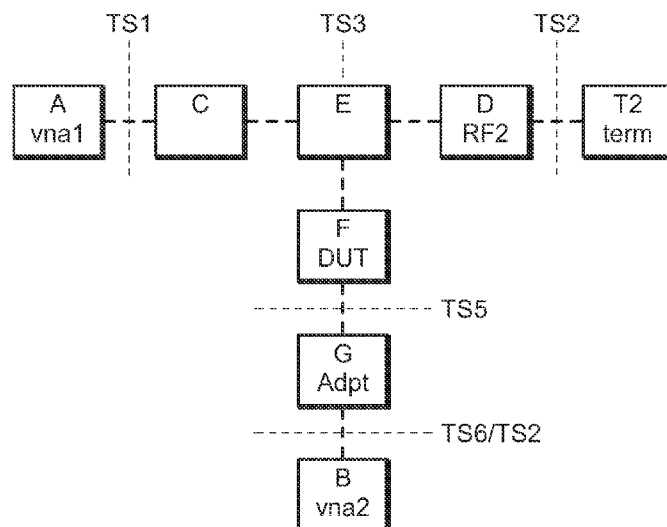 TS1 TS3 TS2
A C E D T2
vna1 RF2 term
F
DUT
TS5
G
Adpt
TS6/TS2
B
vna2